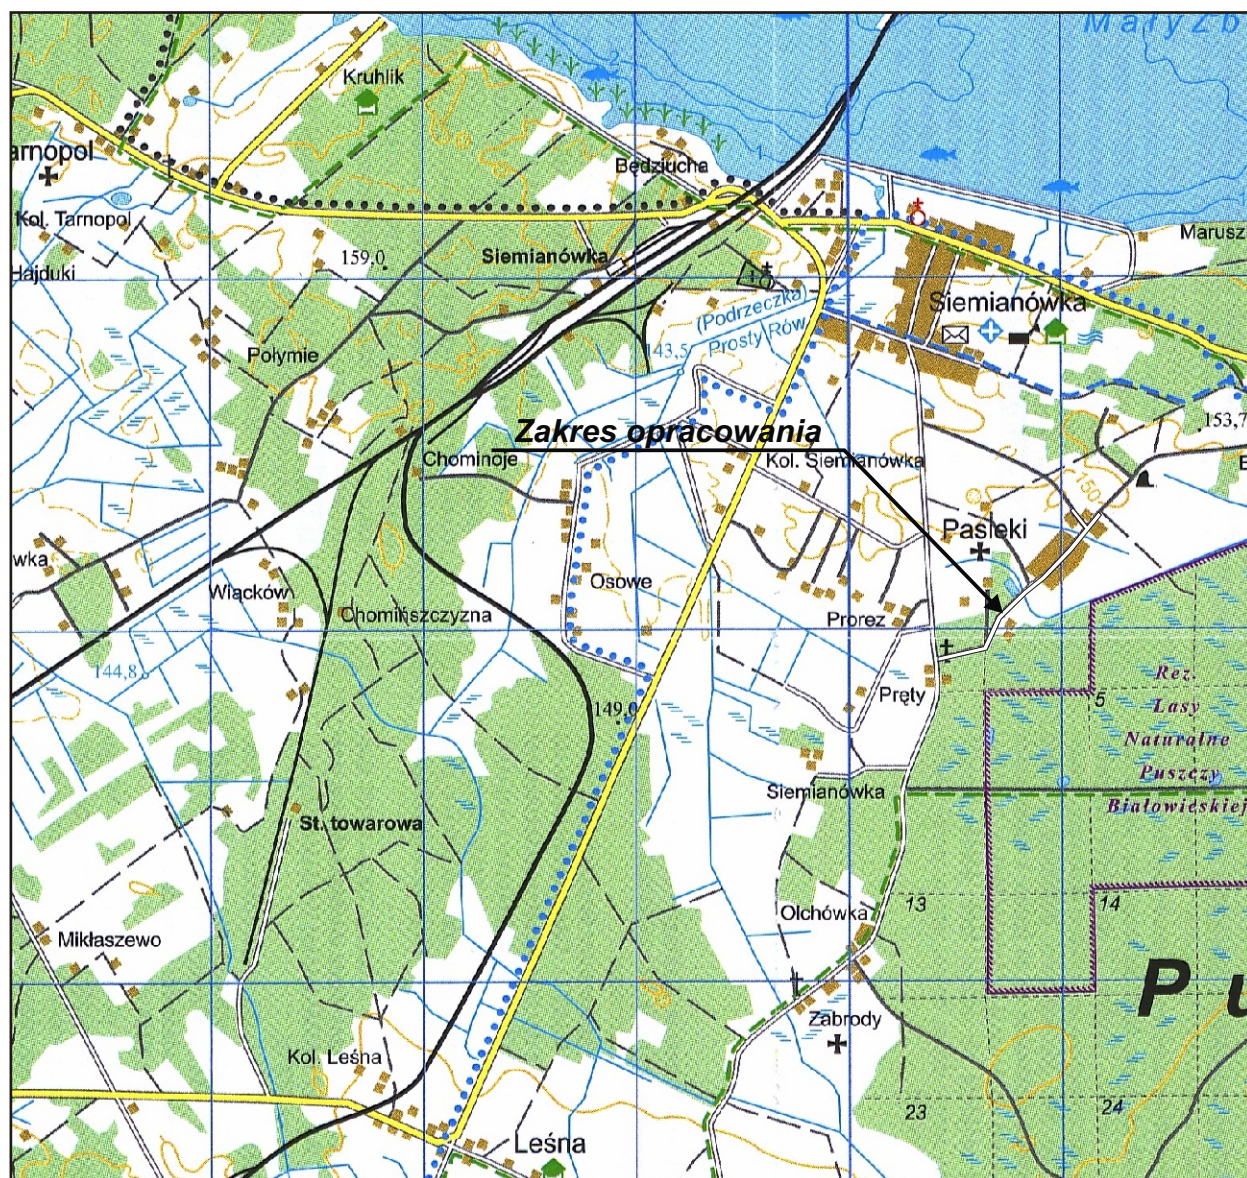 Mały Zb
Kruhlik
arnopol
Będziucha
Kol. Tarnopol
Hajduki
159,0
Siemianówka
Marusz
(Podrzeczka)
Prosty Rów
Siemianówka
143,5
Połymie
153,7
Zakres opracowania
Chominoje
Kol. Siemianówka
150
Pasieki
wka
Wiącków
Chomińszczyzna
Osowe
Prorez
144,8
149,0
Pręty
Rez.
Lasy
Naturalne
Puszczy
Białowieskiej
5
Siemianówka
St. towarowa
13
14
Olchówka
Mikłaszewo
P u
Zabrody
Kol. Leśna
23
24
Leśna